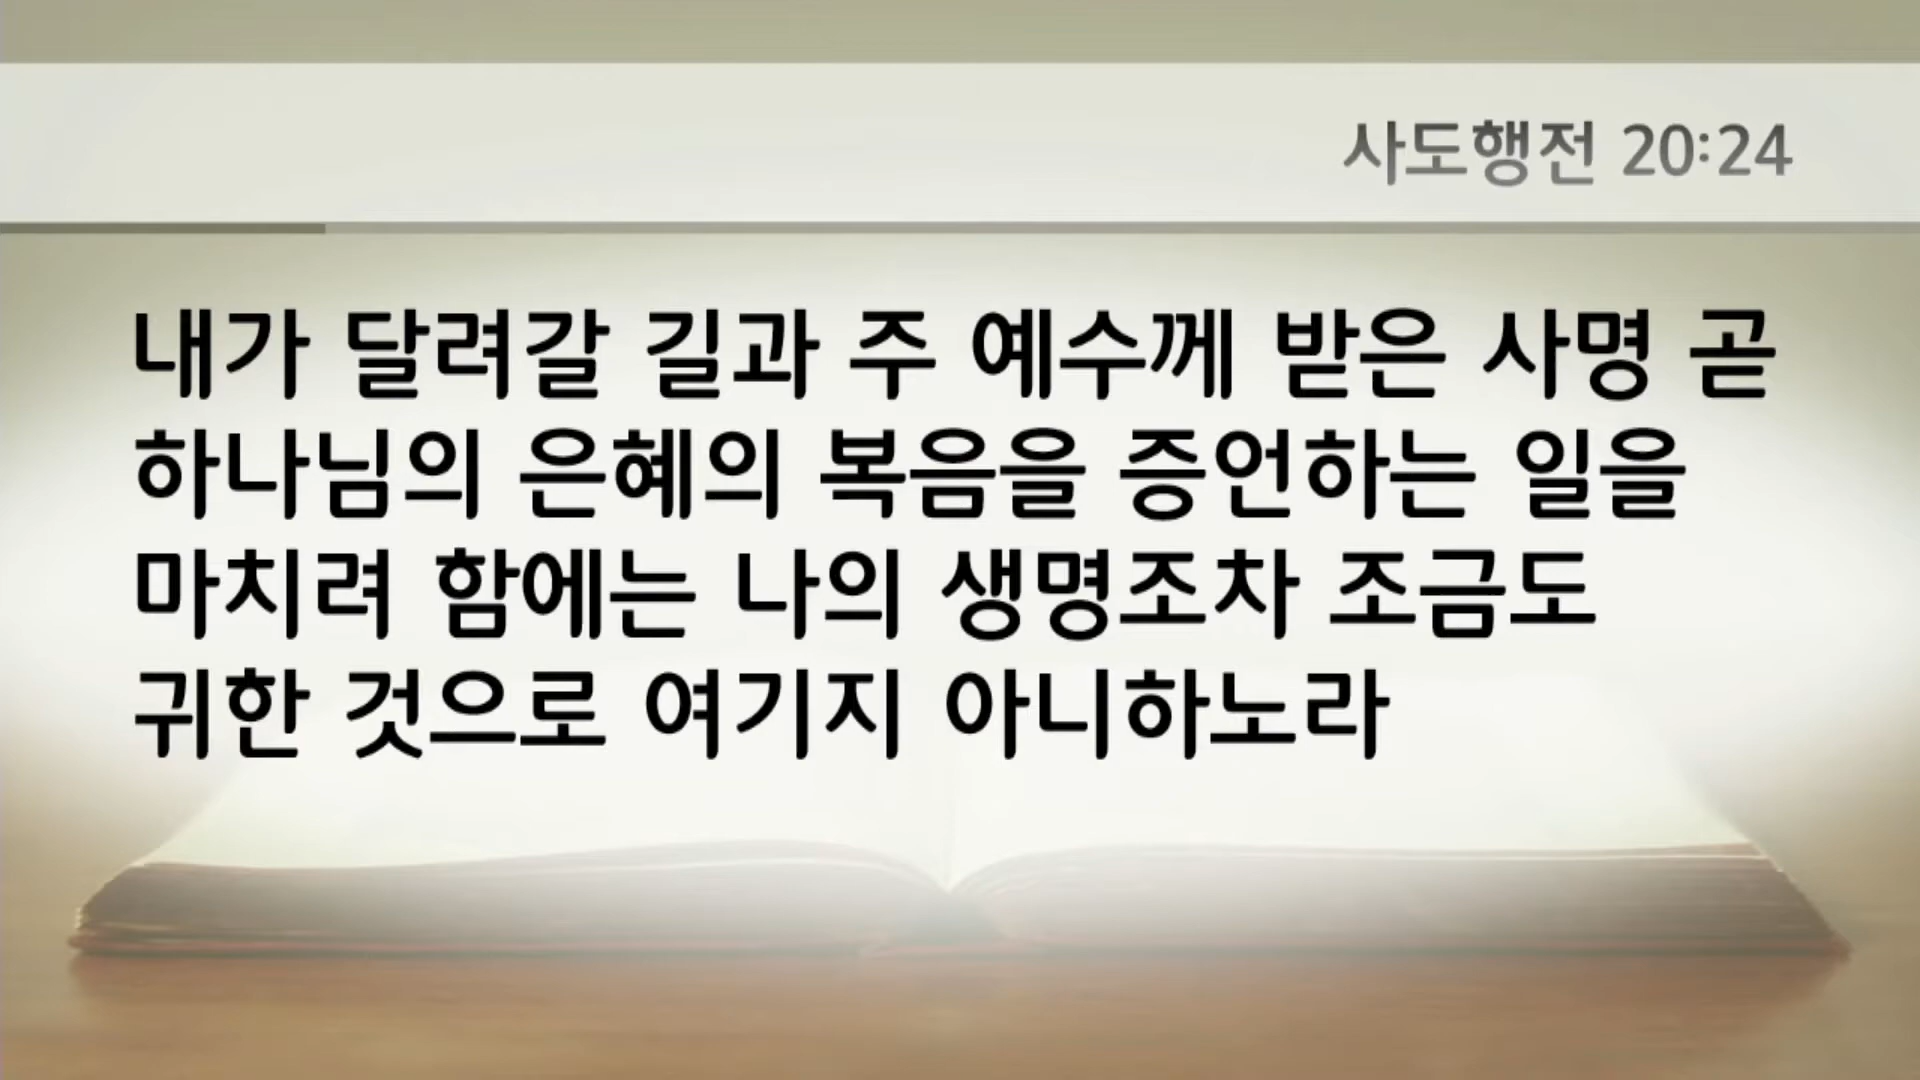 사도행전 20:24
내가 달려갈 길과 주 예수께 받은 사명 곧
하나님의 은혜의 복음을 증언하는 일을
마치려 함에는 나의 생명조차 조금도
귀한 것으로 여기지 아니하노라